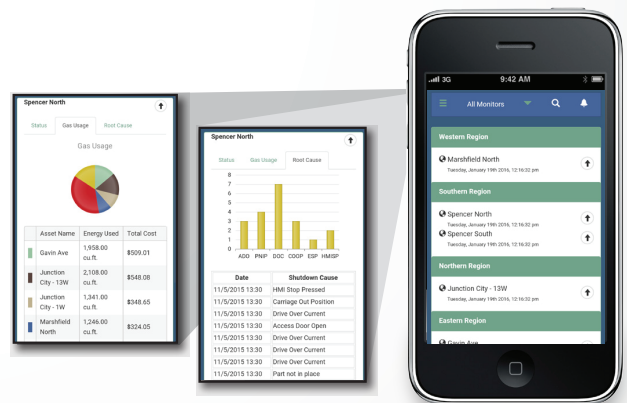 Spencer North
Status Gas Usage Root Cause
Gas Usage
Asset Name Energy Used Total Cost
Gavin Ave 1,958.00 cu.ft. $509.01
Junction City - 13W 2,108.00 cu.ft. $548.08
Junction City - 1W 1,341.00 cu.ft. $348.65
Marshfield North 1,246.00 cu.ft. $324.05
Spencer North
Status Gas Usage Root Cause
8
7
6
5
4
3
2
1
0
ADO PNIP DOC COOP ESP HMISP
Date Shutdown Cause
11/5/2015 13:30 HMI Stop Pressed
11/5/2015 13:30 Carriage Out Position
11/5/2015 13:30 Drive Over Current
11/5/2015 13:30 Access Door Open
11/5/2015 13:30 Drive Over Current
11/5/2015 13:30 Drive Over Current
11/5/2015 13:30 Drive Over Current
11/5/2015 13:30 Part not in place
3G 9:42 AM
All Monitors
Western Region
Marshfield North
Tuesday, January 19th 2016, 12:16:32 pm
Southern Region
Spencer North
Spencer South
Tuesday, January 19th 2016, 12:16:32 pm
Northern Region
Junction City - 13W
Tuesday, January 19th 2016, 12:16:32 pm
Eastern Region
Gavin Ave